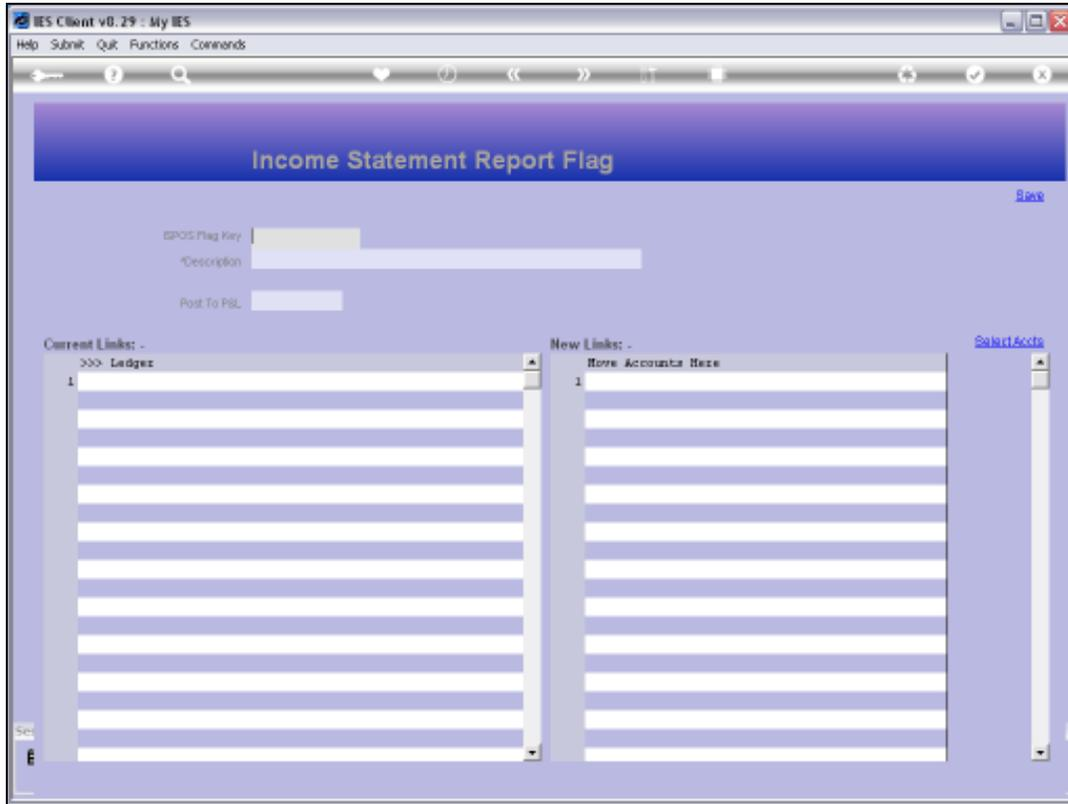 IES Client v8.29 : My IES
Help Submit Quit Functions Commands
Income Statement Report Flag
Save
ISPOS Flag Key
*Description
Post To P&L
Current Links: -
New Links: -
Select Accts
>>> Ledger
Move Accounts Here
1
1